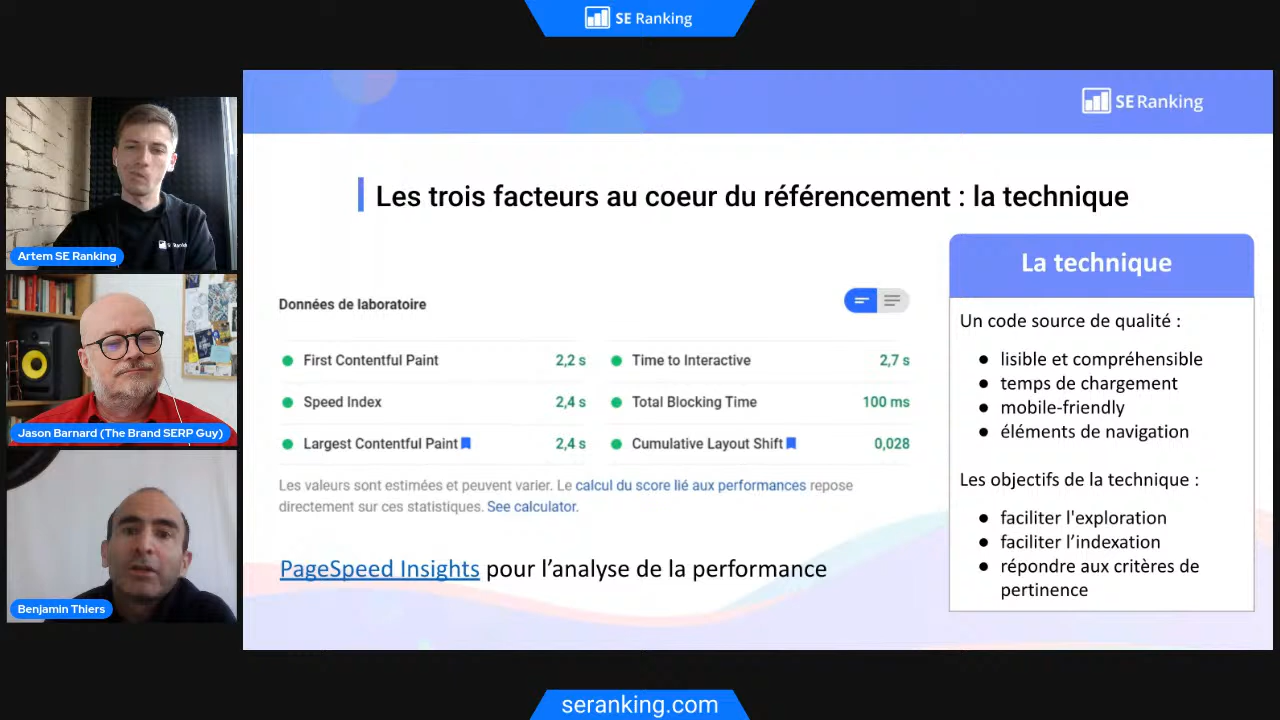 SE Ranking
SE Ranking
Les trois facteurs au coeur du référencement : la technique
Artem SE Ranking
Jason Barnard (The Brand SERP Guy)
Benjamin Thiers
Données de laboratoire
First Contentful Paint 2,2 s
Time to Interactive 2,7 s
Speed Index 2,4 s
Total Blocking Time 100 ms
Largest Contentful Paint 2,4 s
Cumulative Layout Shift 0,028
Les valeurs sont estimées et peuvent varier. Le calcul du score lié aux performances repose
directement sur ces statistiques. See calculator.
PageSpeed Insights pour l’analyse de la performance
La technique
Un code source de qualité :
● lisible et compréhensible
● temps de chargement
● mobile-friendly
● éléments de navigation
Les objectifs de la technique :
● faciliter l'exploration
● faciliter l’indexation
● répondre aux critères de
pertinence
seranking.com